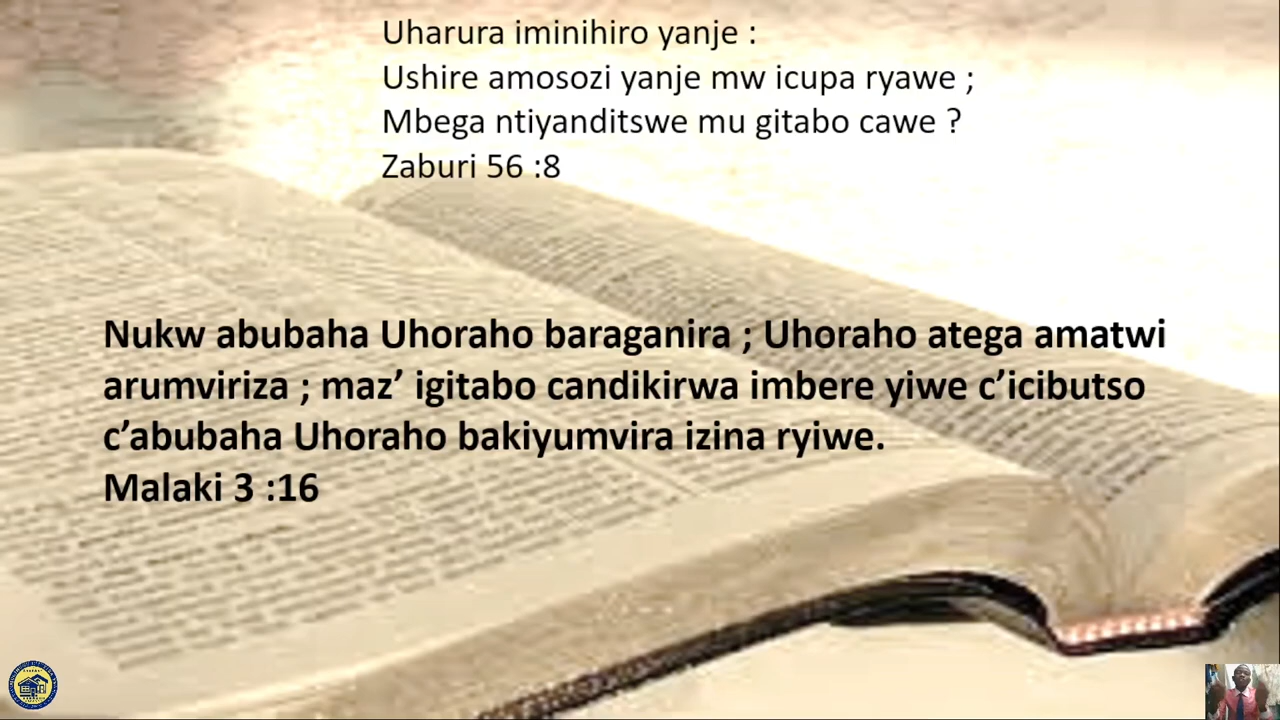 Uharura iminihiro yanje :
Ushire amosozi yanje mw icupa ryawe ;
Mbega ntiyanditswe mu gitabo cawe ?
Zaburi 56 :8
Nukw abubaha Uhoraho baraganira ; Uhoraho atega amatwi
arumviriza ; maz’ igitabo candikirwa imbere yiwe c’icibutso
c’abubaha Uhoraho bakiyumvira izina ryiwe.
Malaki 3 :16